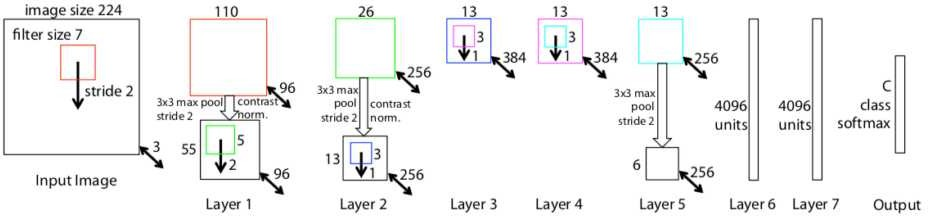 image size 224
filter size 7
stride 2
3
Input Image
110
96
3x3 max pool
stride 2
contrast
norm.
55
5
2
96
Layer 1
26
256
3x3 max
pool
stride 2
contrast
norm.
13
3
1
256
Layer 2
13
3
1
384
Layer 3
13
3
1
384
Layer 4
13
256
3x3 max
pool
stride 2
6
256
Layer 5
4096
units
Layer 6
4096
units
Layer 7
C
class
softmax
Output